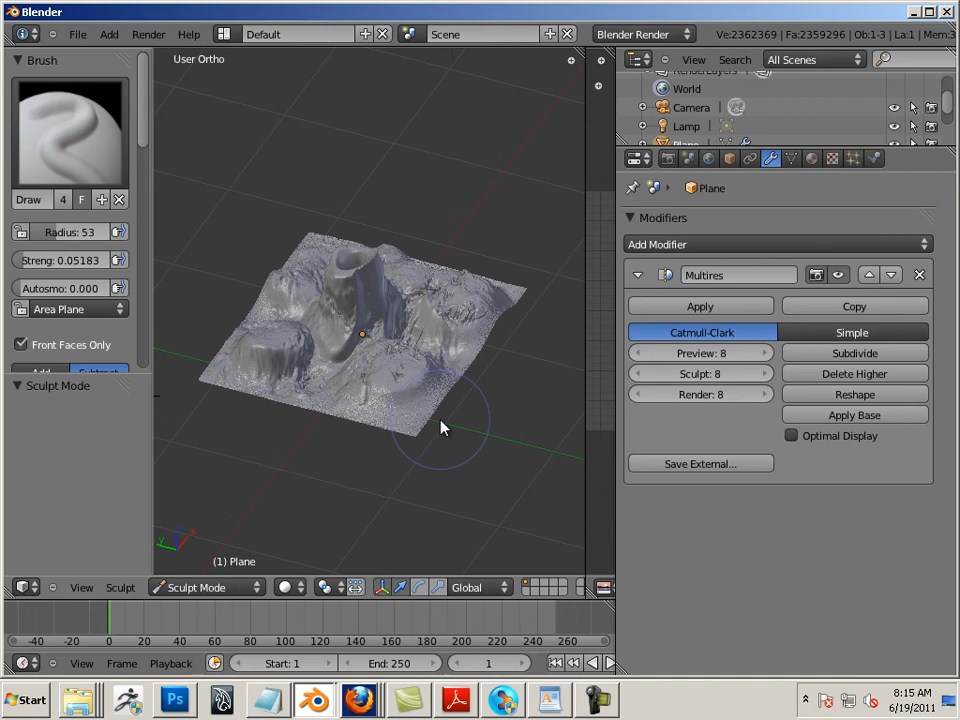 Blender
File Add Render Help Default Scene Blender Render Ve:2362369 | Fa:2359296 | Ob:1-3 | La:1 | Mem:3
Brush
User Ortho
View Search All Scenes
World
Camera
Lamp
Plane
Plane
Modifiers
Add Modifier
Draw 4 F
Multires
Radius: 53
Apply Copy
Streng: 0.05183
Catmull-Clark Simple
Autosmo: 0.000
Area Plane
Preview: 8 Subdivide
Front Faces Only
Sculpt: 8 Delete Higher
Add Subtract
Render: 8 Reshape
Sculpt Mode
Apply Base
Optimal Display
Save External...
y
(1) Plane
View Sculpt Sculpt Mode Global
-40 -20 0 20 40 60 80 100 120 140 160 180 200 220 240 260
View Frame Playback Start: 1 End: 250 1
Start Ps 8:15 AM
6/19/2011